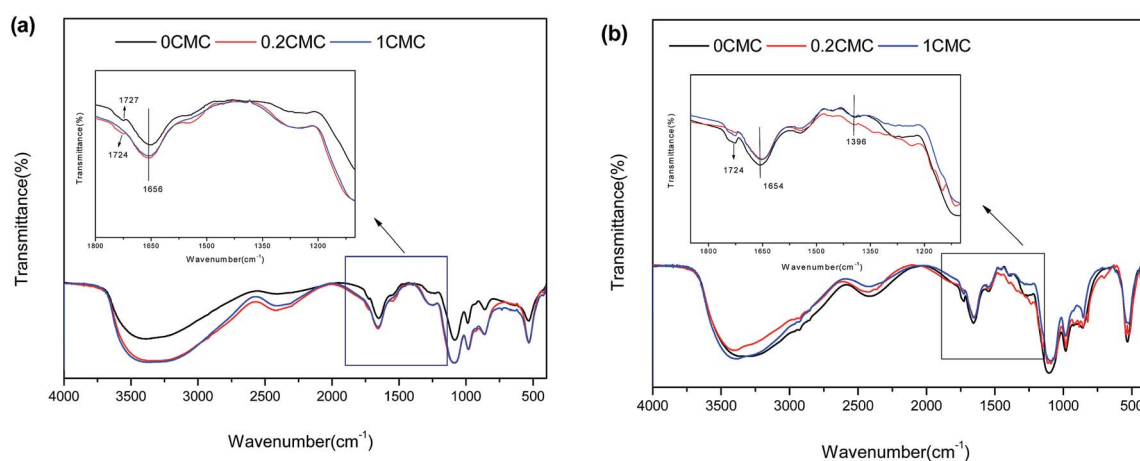 (a)
0CMC 0.2CMC 1CMC
Transmittance(%)
Transmittance(%)
1727
1724
1656
1800 1650 1500 1350 1200
Wavenumber(cm-1)
4000 3500 3000 2500 2000 1500 1000 500
Wavenumber(cm⁻¹)
(b)
0CMC 0.2CMC 1CMC
Transmittance(%)
Transmittance(%)
1724
1654
1396
1800 1650 1500 1350 1200
Wavenumber(cm⁻¹)
4000 3500 3000 2500 2000 1500 1000 500
Wavenumber(cm⁻¹)